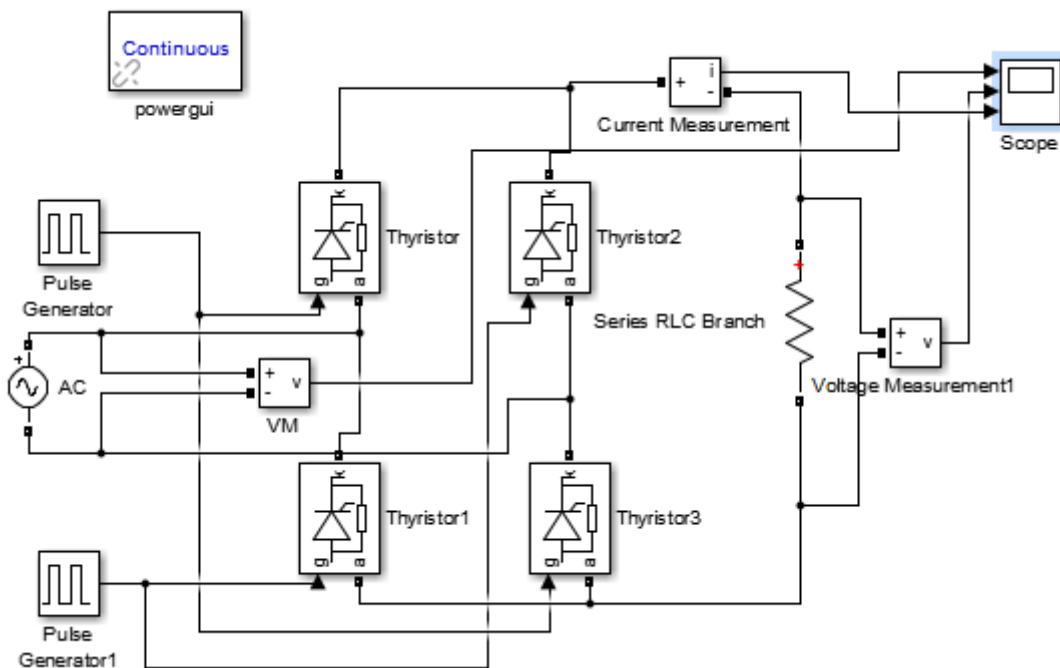 Continuous
powergui
+
i
-
Current Measurement
Scope
k
Thyristor
g
a
k
Thyristor2
g
a
Pulse
Generator
+
AC
+
-
v
VM
+
Series RLC Branch
+
-
v
Voltage Measurement1
k
Thyristor1
g
a
k
Thyristor3
g
a
Pulse
Generator1